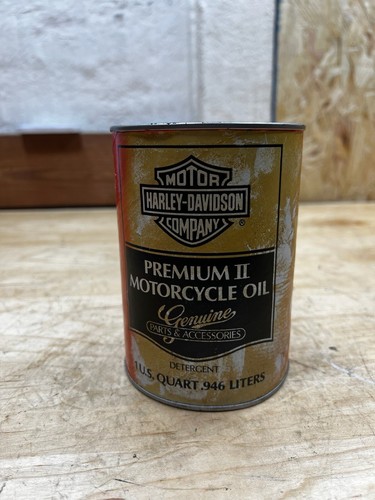 MOTOR
HARLEY-DAVIDSON
COMPANY
®
PREMIUM II
MOTORCYCLE OIL
Genuine
PARTS & ACCESSORIES
DETERGENT
1 U.S. QUART .946 LITERS